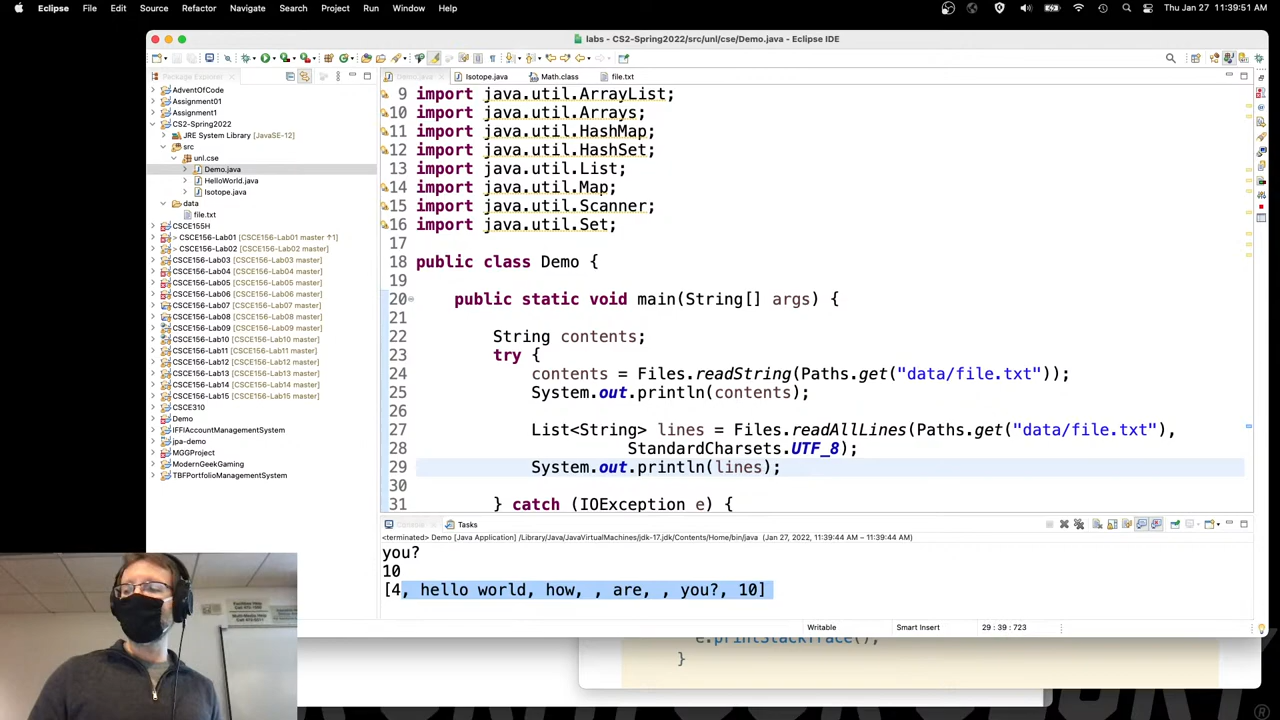 Eclipse File Edit Source Refactor Navigate Search Project Run Window Help
Thu Jan 27 11:39:51 AM
labs - CS2-Spring2022/src/unl/cse/Demo.java - Eclipse IDE
Package Explorer
Demo.java Isotope.java Math.class file.txt
AdventOfCode
Assignment01
Assignment1
CS2-Spring2022
JRE System Library [JavaSE-12]
src
unl.cse
Demo.java
HelloWorld.java
Isotope.java
data
file.txt
CSCE155H
> CSCE156-Lab01 [CSCE156-Lab01 master ↑1]
> CSCE156-Lab02 [CSCE156-Lab02 master]
CSCE156-Lab03 [CSCE156-Lab03 master]
CSCE156-Lab04 [CSCE156-Lab04 master]
CSCE156-Lab05 [CSCE156-Lab05 master]
CSCE156-Lab06 [CSCE156-Lab06 master]
CSCE156-Lab07 [CSCE156-Lab07 master]
CSCE156-Lab08 [CSCE156-Lab08 master]
CSCE156-Lab09 [CSCE156-Lab09 master]
CSCE156-Lab10 [CSCE156-Lab10 master]
CSCE156-Lab11 [CSCE156-Lab11 master]
CSCE156-Lab12 [CSCE156-Lab12 master]
CSCE156-Lab13 [CSCE156-Lab13 master]
CSCE156-Lab14 [CSCE156-Lab14 master]
CSCE156-Lab15 [CSCE156-Lab15 master]
CSCE310
Demo
IFFIAccountManagementSystem
jpa-demo
MGGProject
ModernGeekGaming
TBFPortfolioManagementSystem
9 import java.util.ArrayList;
10 import java.util.Arrays;
11 import java.util.HashMap;
12 import java.util.HashSet;
13 import java.util.List;
14 import java.util.Map;
15 import java.util.Scanner;
16 import java.util.Set;
17
18 public class Demo {
19
20 public static void main(String[] args) {
21
22 String contents;
23 try {
24 contents = Files.readString(Paths.get("data/file.txt"));
25 System.out.println(contents);
26
27 List<String> lines = Files.readAllLines(Paths.get("data/file.txt"),
28 StandardCharsets.UTF_8);
29 System.out.println(lines);
30
31 } catch (IOException e) {
Console Tasks
<terminated> Demo [Java Application] /Library/Java/JavaVirtualMachines/jdk-17.jdk/Contents/Home/bin/java (Jan 27, 2022, 11:39:44 AM – 11:39:44 AM)
you?
10
[4, hello world, how, , are, , you?, 10]
Writable Smart Insert 29 : 39 : 723
e.printStackTrace();
}